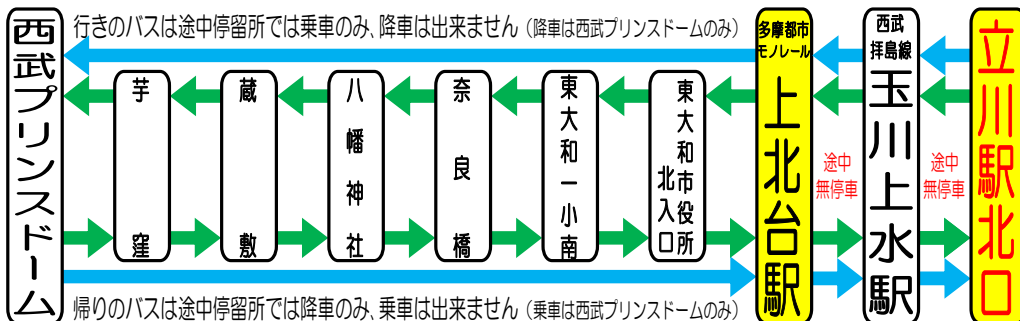 行きのバスは途中停留所では乗車のみ、降車は出来ません（降車は西武プリンスドームのみ）
西武プリンスドーム
芋窪
蔵敷
八幡神社
奈良橋
東大和一小南
東大和市役所
北入口
多摩都市
モノレール
上北台駅
途中
無停車
西武
拝島線
玉川上水駅
途中
無停車
立川駅北口
帰りのバスは途中停留所では降車のみ、乗車は出来ません（乗車は西武プリンスドームのみ）